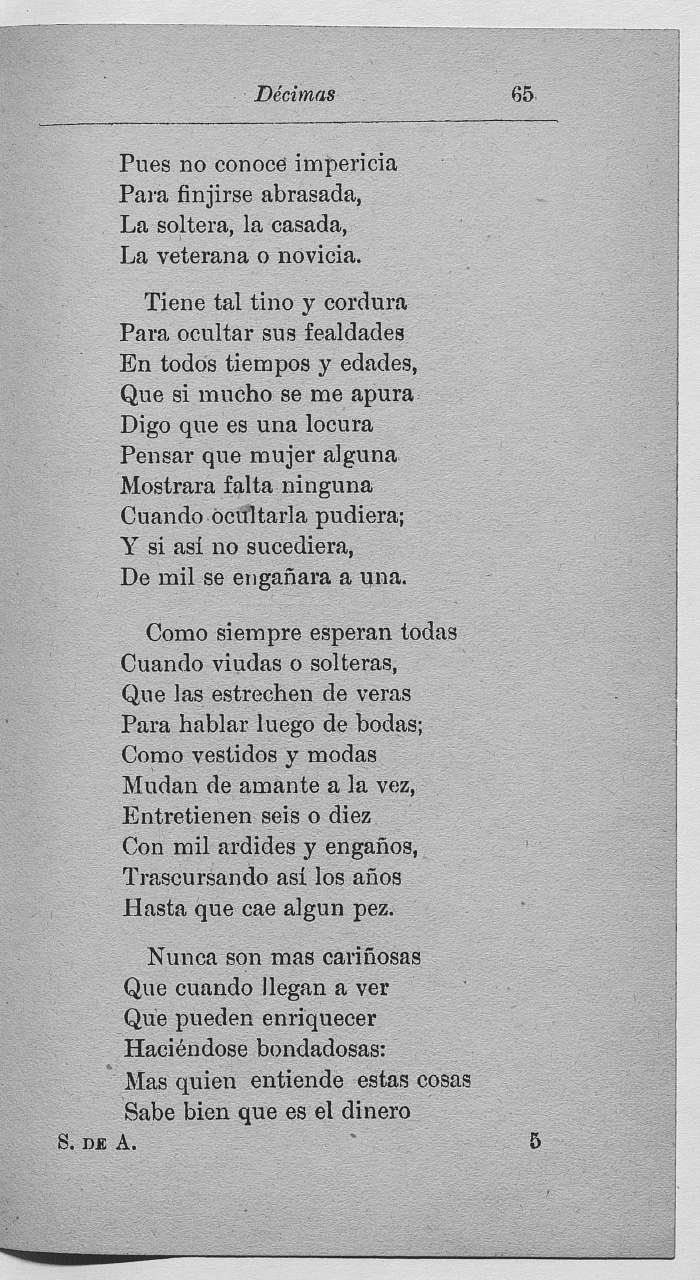 Décimas 65
Pues no conoce impericia
Para finjirse abrasada,
La soltera, la casada,
La veterana o novicia.
Tiene tal tino y cordura
Para ocultar sus fealdades
En todos tiempos y edades,
Que si mucho se me apura
Digo que es una locura
Pensar que mujer alguna
Mostrara falta ninguna
Cuando ocultarla pudiera;
Y si así no sucediera,
De mil se engañara a una.
Como siempre esperan todas
Cuando viudas o solteras,
Que las estrechen de veras
Para hablar luego de bodas;
Como vestidos y modas
Mudan de amante a la vez,
Entretienen seis o diez
Con mil ardides y engaños,
Trascursando así los años
Hasta que cae algun pez.
Nunca son mas cariñosas
Que cuando llegan a ver
Que pueden enriquecer
Haciéndose bondadosas:
Mas quien entiende estas cosas
Sabe bien que es el dinero
S. DE A. 5